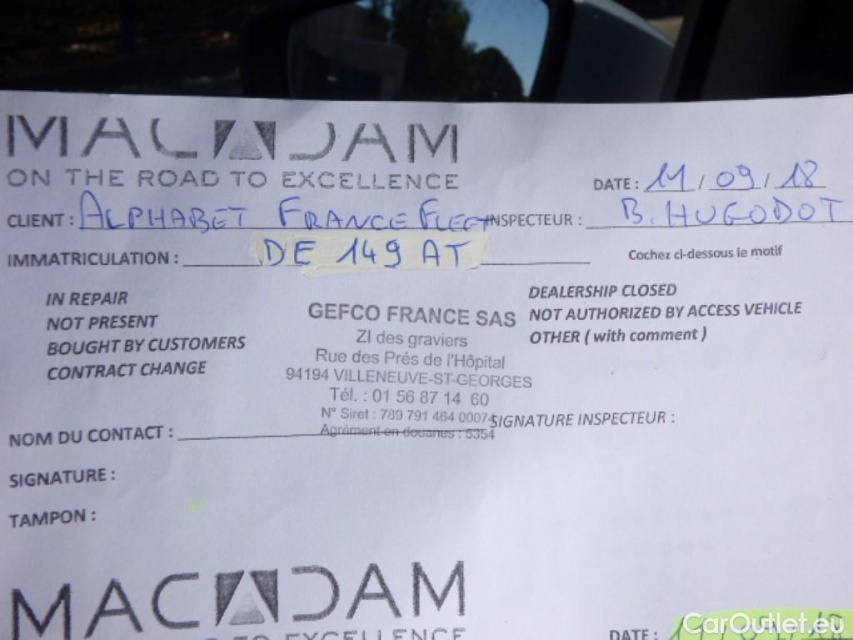 MACADAM
ON THE ROAD TO EXCELLENCE
DATE : 11 / 09 / 18
CLIENT : ALPHABET FRANCE FLEET
INSPECTEUR : B. HUGODOT
IMMATRICULATION : DE 149 AT
Cochez ci-dessous le motif
IN REPAIR
NOT PRESENT
BOUGHT BY CUSTOMERS
CONTRACT CHANGE
GEFCO FRANCE SAS
ZI des graviers
Rue des Prés de l'Hôpital
94194 VILLENEUVE-ST-GEORGES
Tél. : 01 56 87 14 60
N° Siret : 789 791 464 00074
Agrément en douanes : 5354
DEALERSHIP CLOSED
NOT AUTHORIZED BY ACCESS VEHICLE
OTHER ( with comment )
SIGNATURE INSPECTEUR :
NOM DU CONTACT :
SIGNATURE :
TAMPON :
MACADAM
TO EXCELLENCE
DATE :
CarOutlet.eu